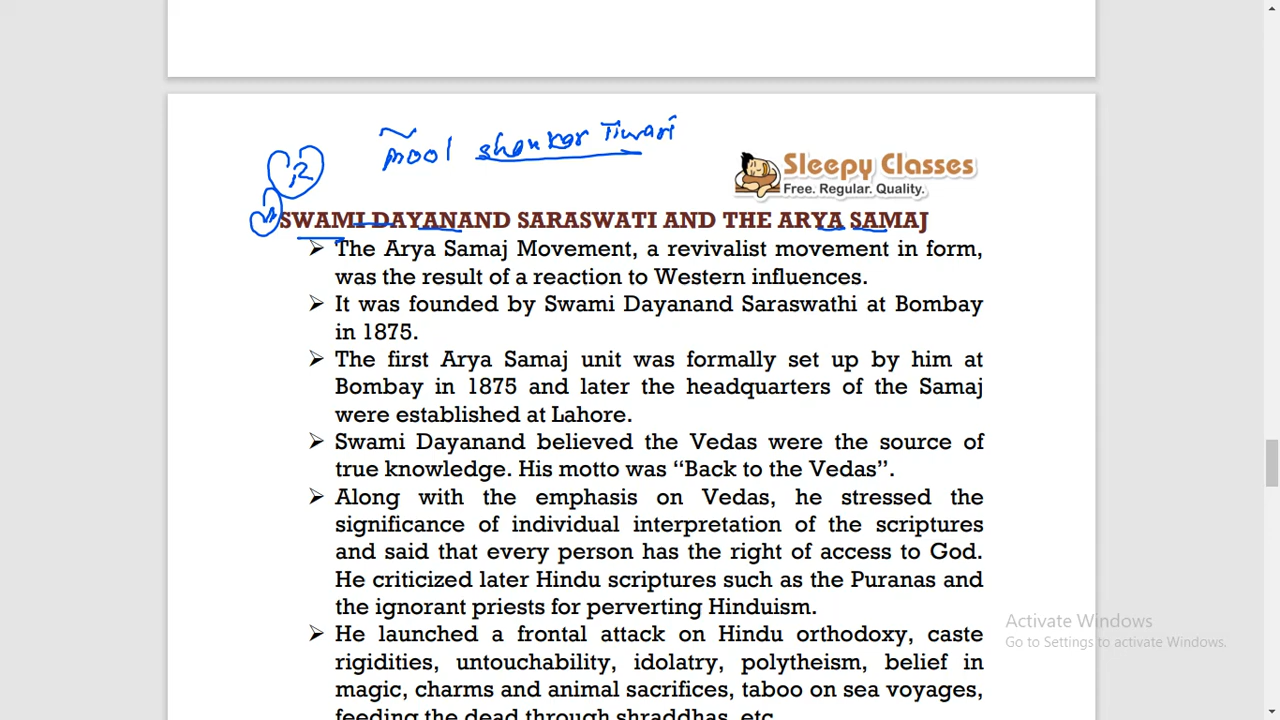 mool shankar Tiwari
2
Sleepy Classes
Free. Regular. Quality.
SWAMI DAYANAND SARASWATI AND THE ARYA SAMAJ
➢ The Arya Samaj Movement, a revivalist movement in form,
was the result of a reaction to Western influences.
➢ It was founded by Swami Dayanand Saraswathi at Bombay
in 1875.
➢ The first Arya Samaj unit was formally set up by him at
Bombay in 1875 and later the headquarters of the Samaj
were established at Lahore.
➢ Swami Dayanand believed the Vedas were the source of
true knowledge. His motto was “Back to the Vedas”.
➢ Along with the emphasis on Vedas, he stressed the
significance of individual interpretation of the scriptures
and said that every person has the right of access to God.
He criticized later Hindu scriptures such as the Puranas and
the ignorant priests for perverting Hinduism.
➢ He launched a frontal attack on Hindu orthodoxy, caste
rigidities, untouchability, idolatry, polytheism, belief in
magic, charms and animal sacrifices, taboo on sea voyages,
feeding the dead through shraddhas, etc
Activate Windows
Go to Settings to activate Windows.